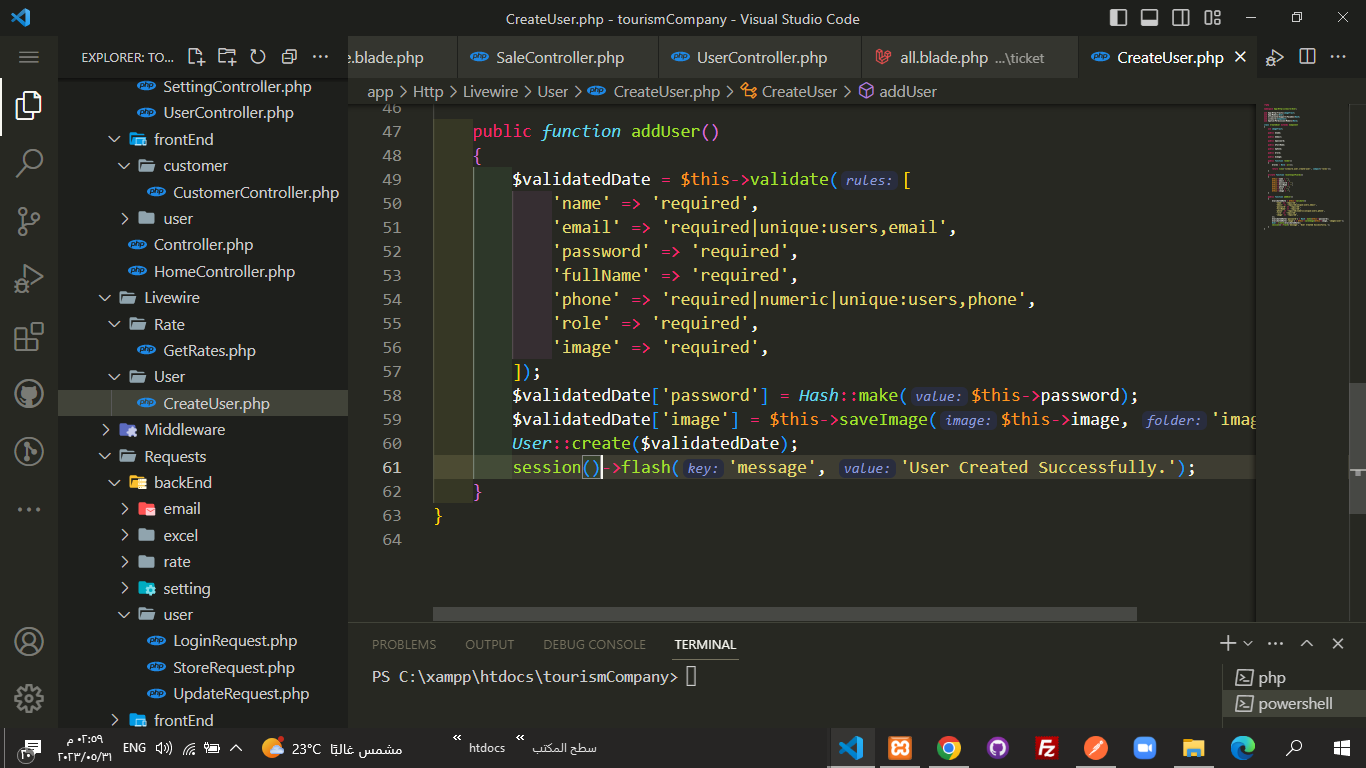 CreateUser.php - tourismCompany - Visual Studio Code
EXPLORER: TO...
e.blade.php
SaleController.php
UserController.php
all.blade.php ...\ticket
CreateUser.php
app > Http > Livewire > User > CreateUser.php > CreateUser > addUser
SettingController.php
UserController.php
frontEnd
customer
CustomerController.php
user
Controller.php
HomeController.php
Livewire
Rate
GetRates.php
User
CreateUser.php
Middleware
Requests
backEnd
email
excel
rate
setting
user
LoginRequest.php
StoreRequest.php
UpdateRequest.php
frontEnd
46
47 public function addUser()
48 {
49 $validatedDate = $this->validate( rules: [
50 'name' => 'required',
51 'email' => 'required|unique:users,email',
52 'password' => 'required',
53 'fullName' => 'required',
54 'phone' => 'required|numeric|unique:users,phone',
55 'role' => 'required',
56 'image' => 'required',
57 ]);
58 $validatedDate['password'] = Hash::make( value: $this->password);
59 $validatedDate['image'] = $this->saveImage( image: $this->image, folder: 'imag
60 User::create($validatedDate);
61 session()->flash( key: 'message', value: 'User Created Successfully.');
62 }
63 }
64
PROBLEMS OUTPUT DEBUG CONSOLE TERMINAL
PS C:\xampp\htdocs\tourismCompany>
php
powershell
٢٠
٠٢:٥٩ م
٢٠٢٣/٠٥/٣١
ENG
23°C مشمس غالبًا
htdocs
سطح المكتب